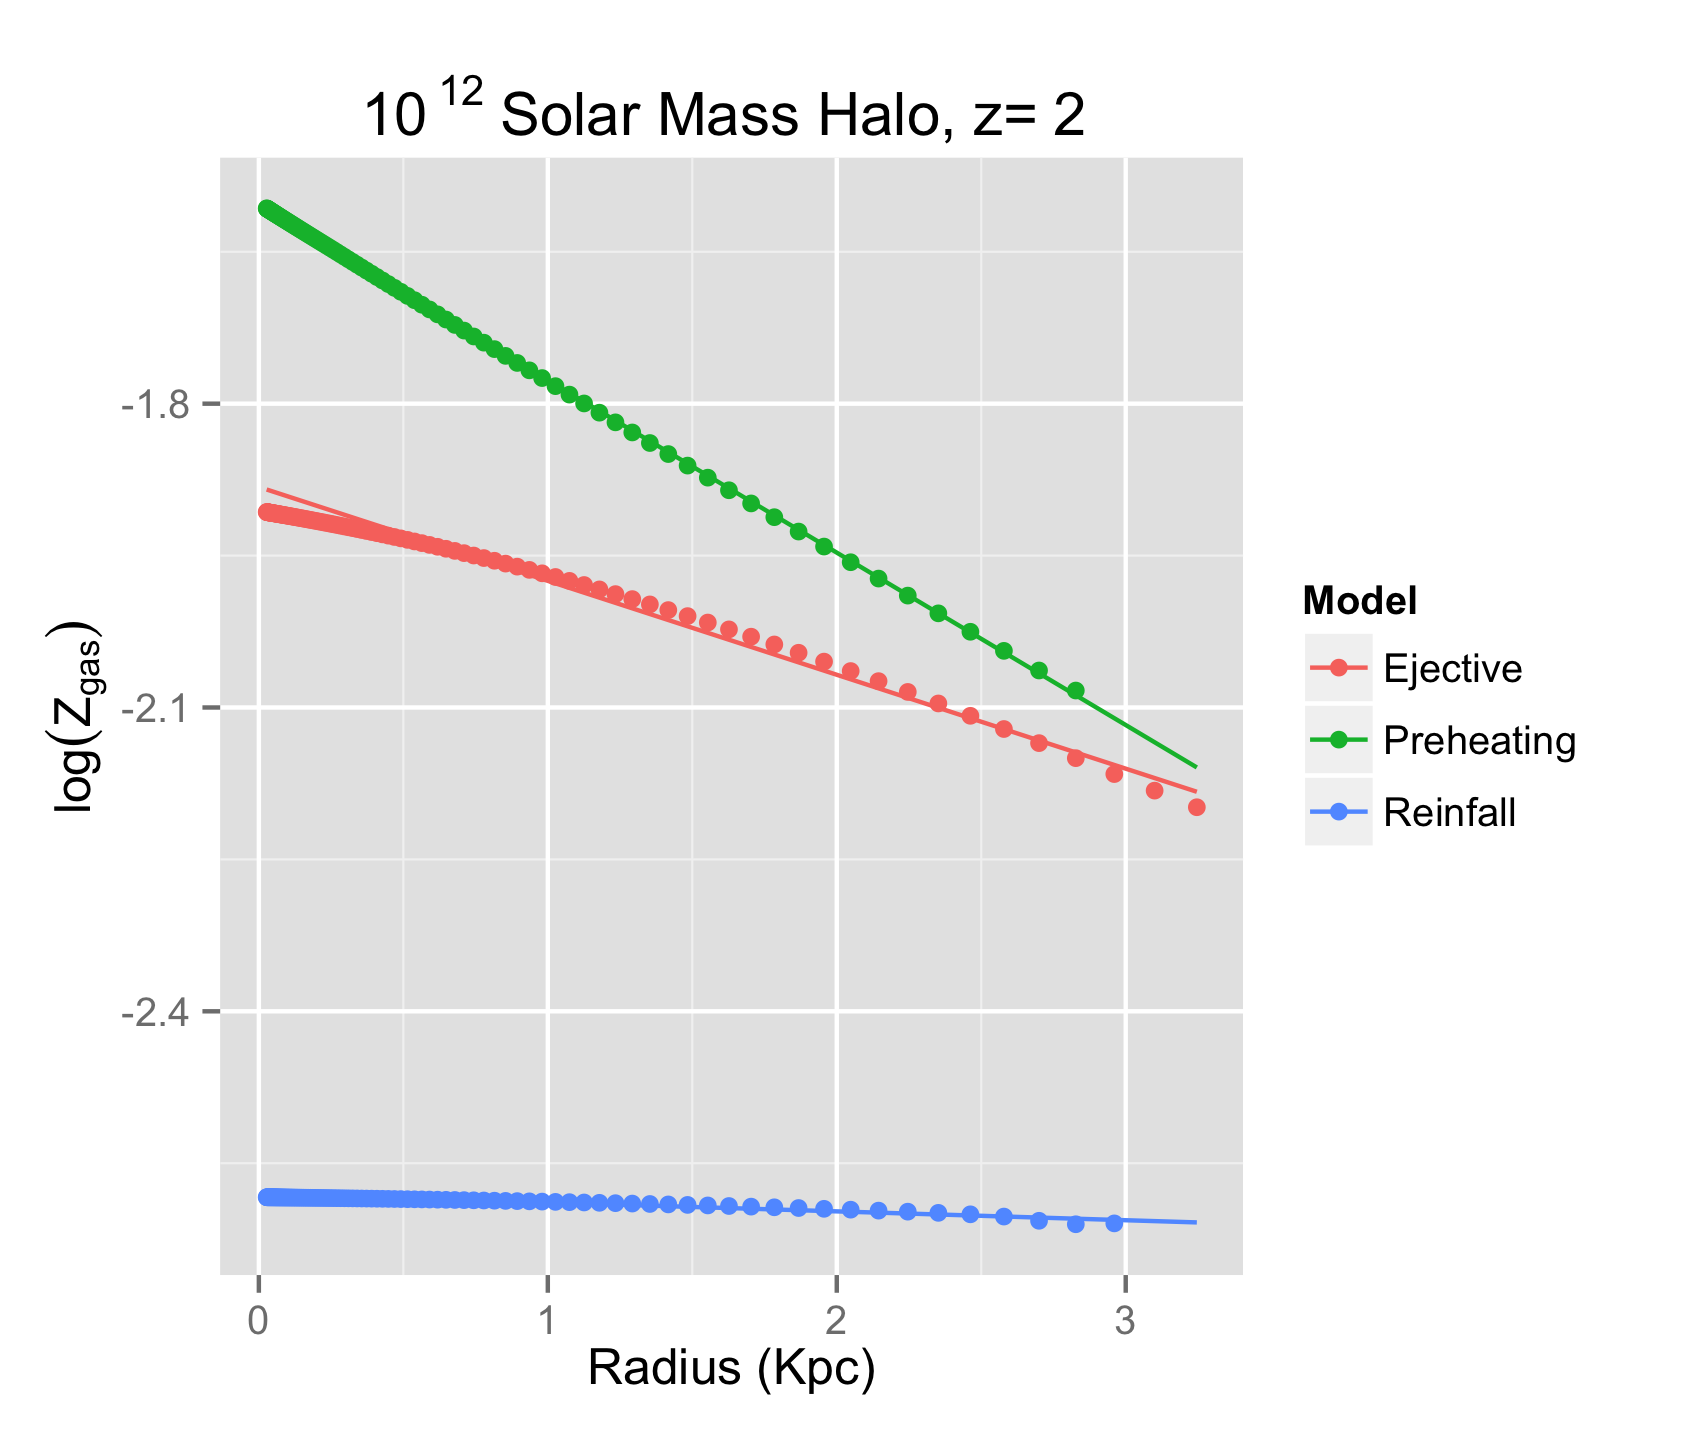 10 12 Solar Mass Halo, z= 2
-1.8
-2.1
-2.4
log(Zgas)
0 1 2 3
Radius (Kpc)
Model
Ejective
Preheating
Reinfall